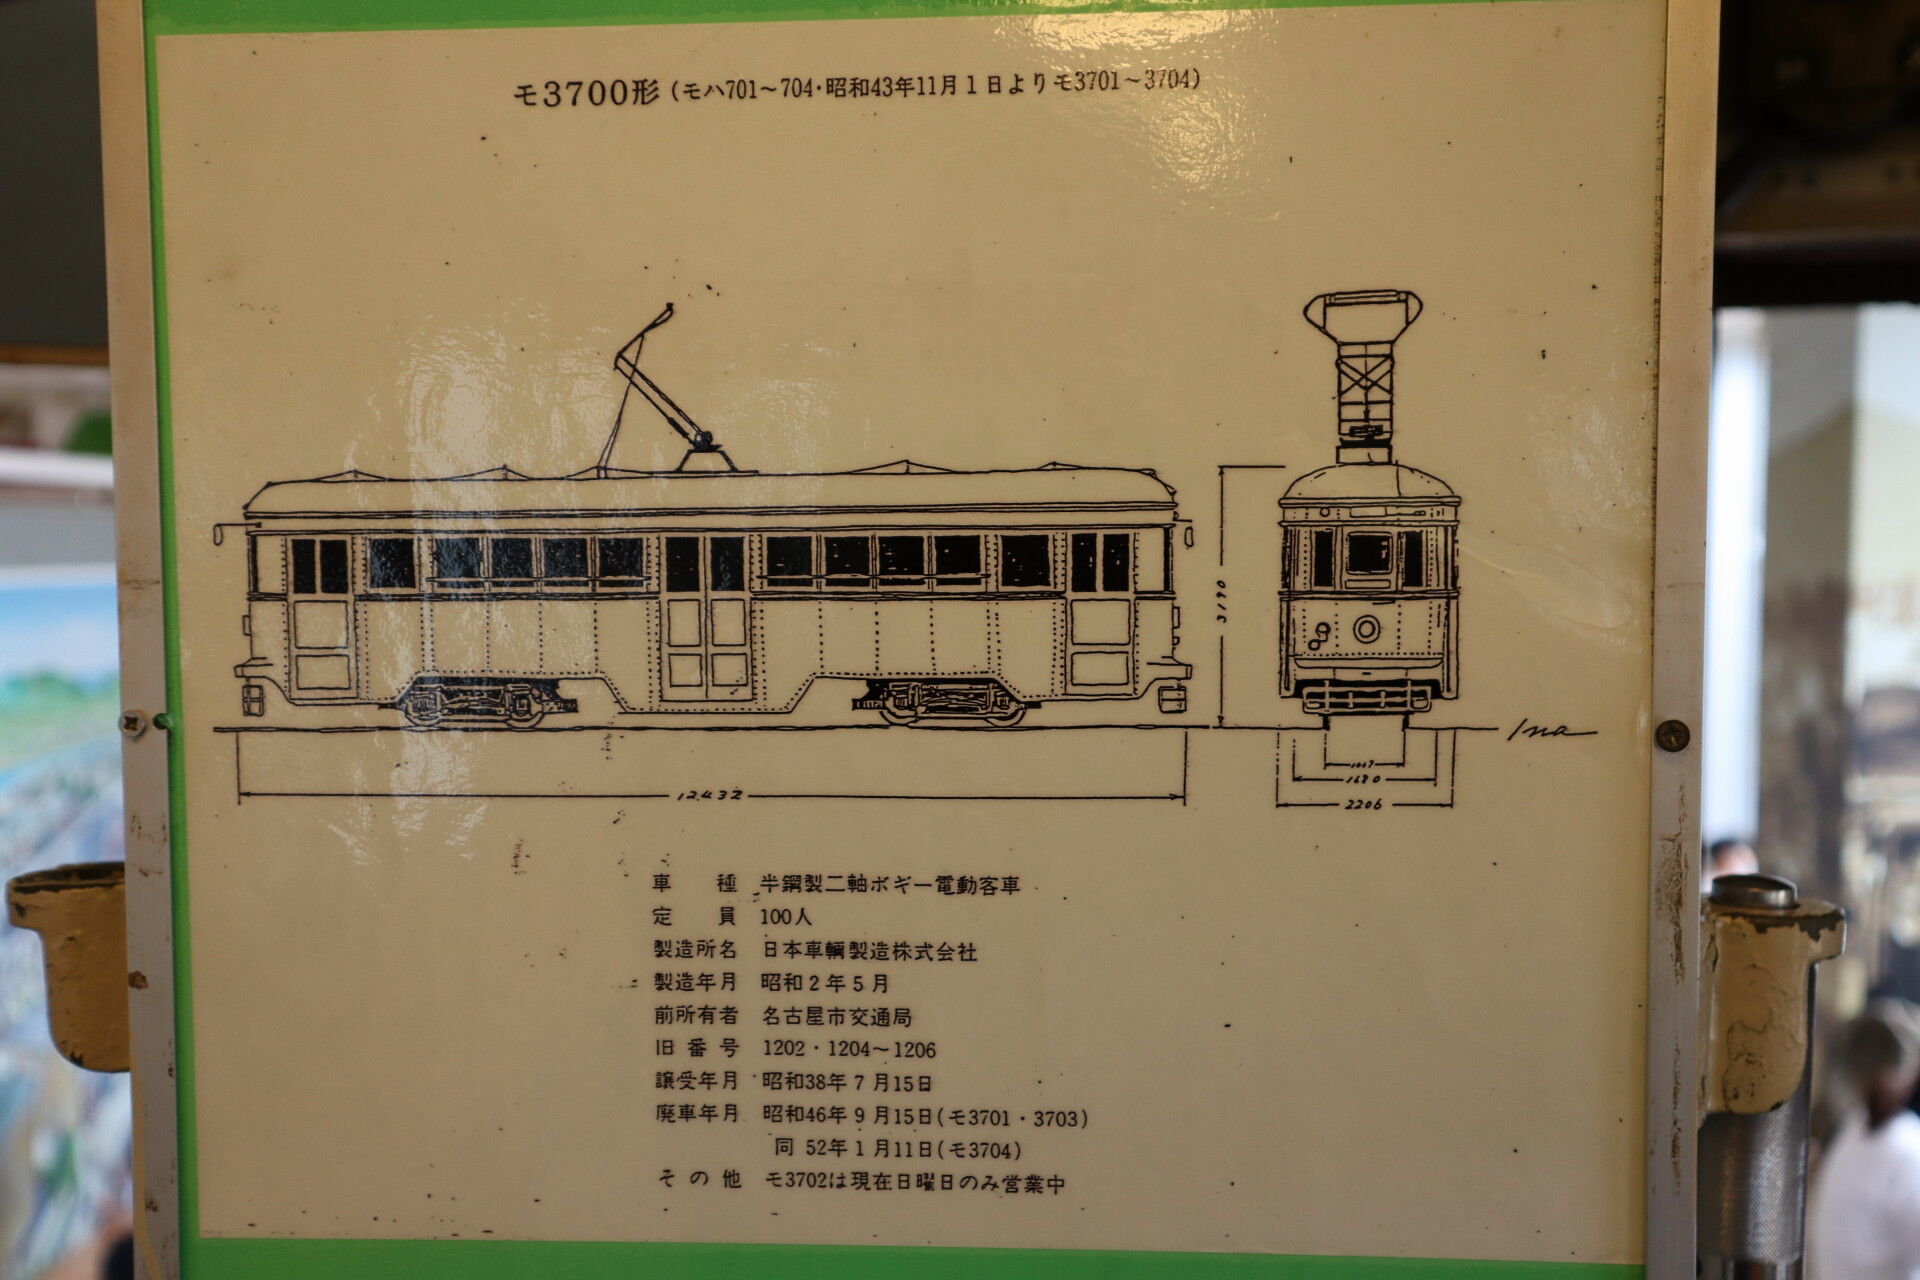 モ3700形(モハ701～704・昭和43年11月1日よりモ3701～3704)
3190
Ina
1067
1680
12432
2206
車 種 半鋼製二軸ボギー電動客車
定 員 100人
製造所名 日本車輌製造株式会社
製造年月 昭和2年5月
前所有者 名古屋市交通局
旧番号 1202・1204～1206
譲受年月 昭和38年7月15日
廃車年月 昭和46年9月15日(モ3701・3703)
同 52年1月11日(モ3704)
その他 モ3702は現在日曜日のみ営業中